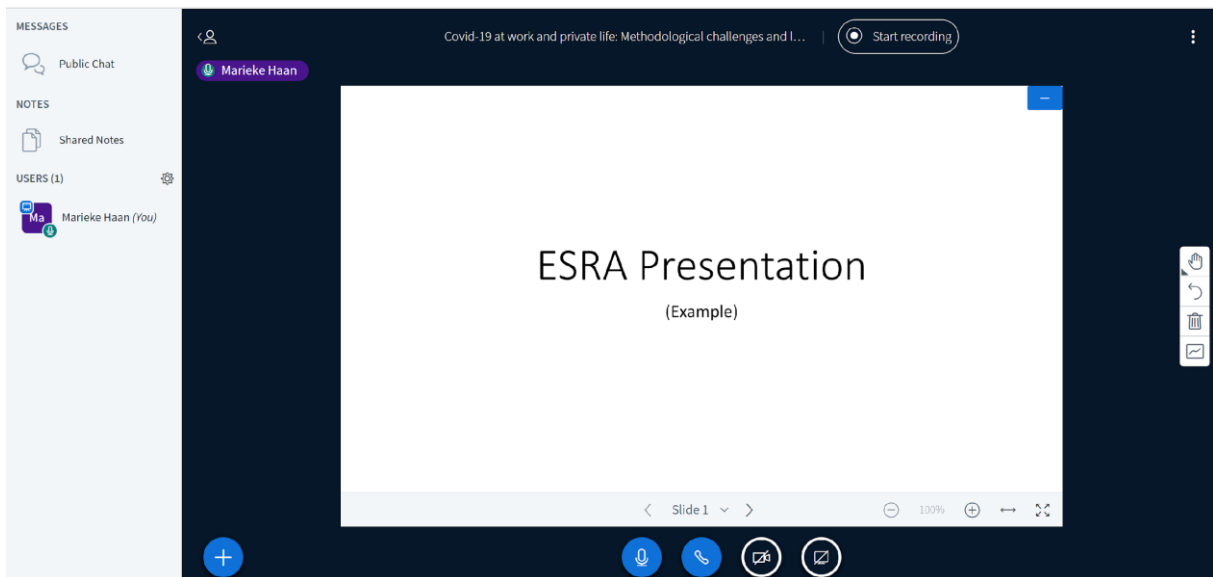 MESSAGES
Public Chat
NOTES
Shared Notes
USERS (1)
Ma
Marieke Haan (You)
Covid-19 at work and private life: Methodological challenges and l...
Start recording
Marieke Haan
ESRA Presentation
(Example)
Slide 1
100%